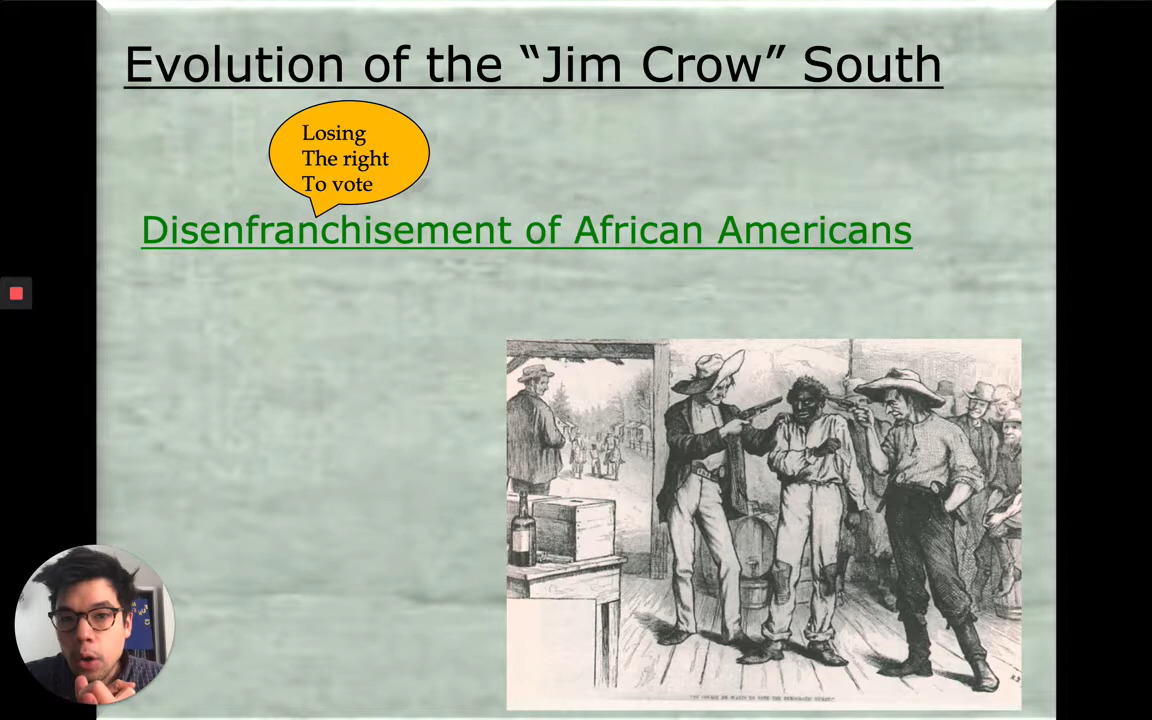 Evolution of the “Jim Crow” South
Losing
The right
To vote
Disenfranchisement of African Americans